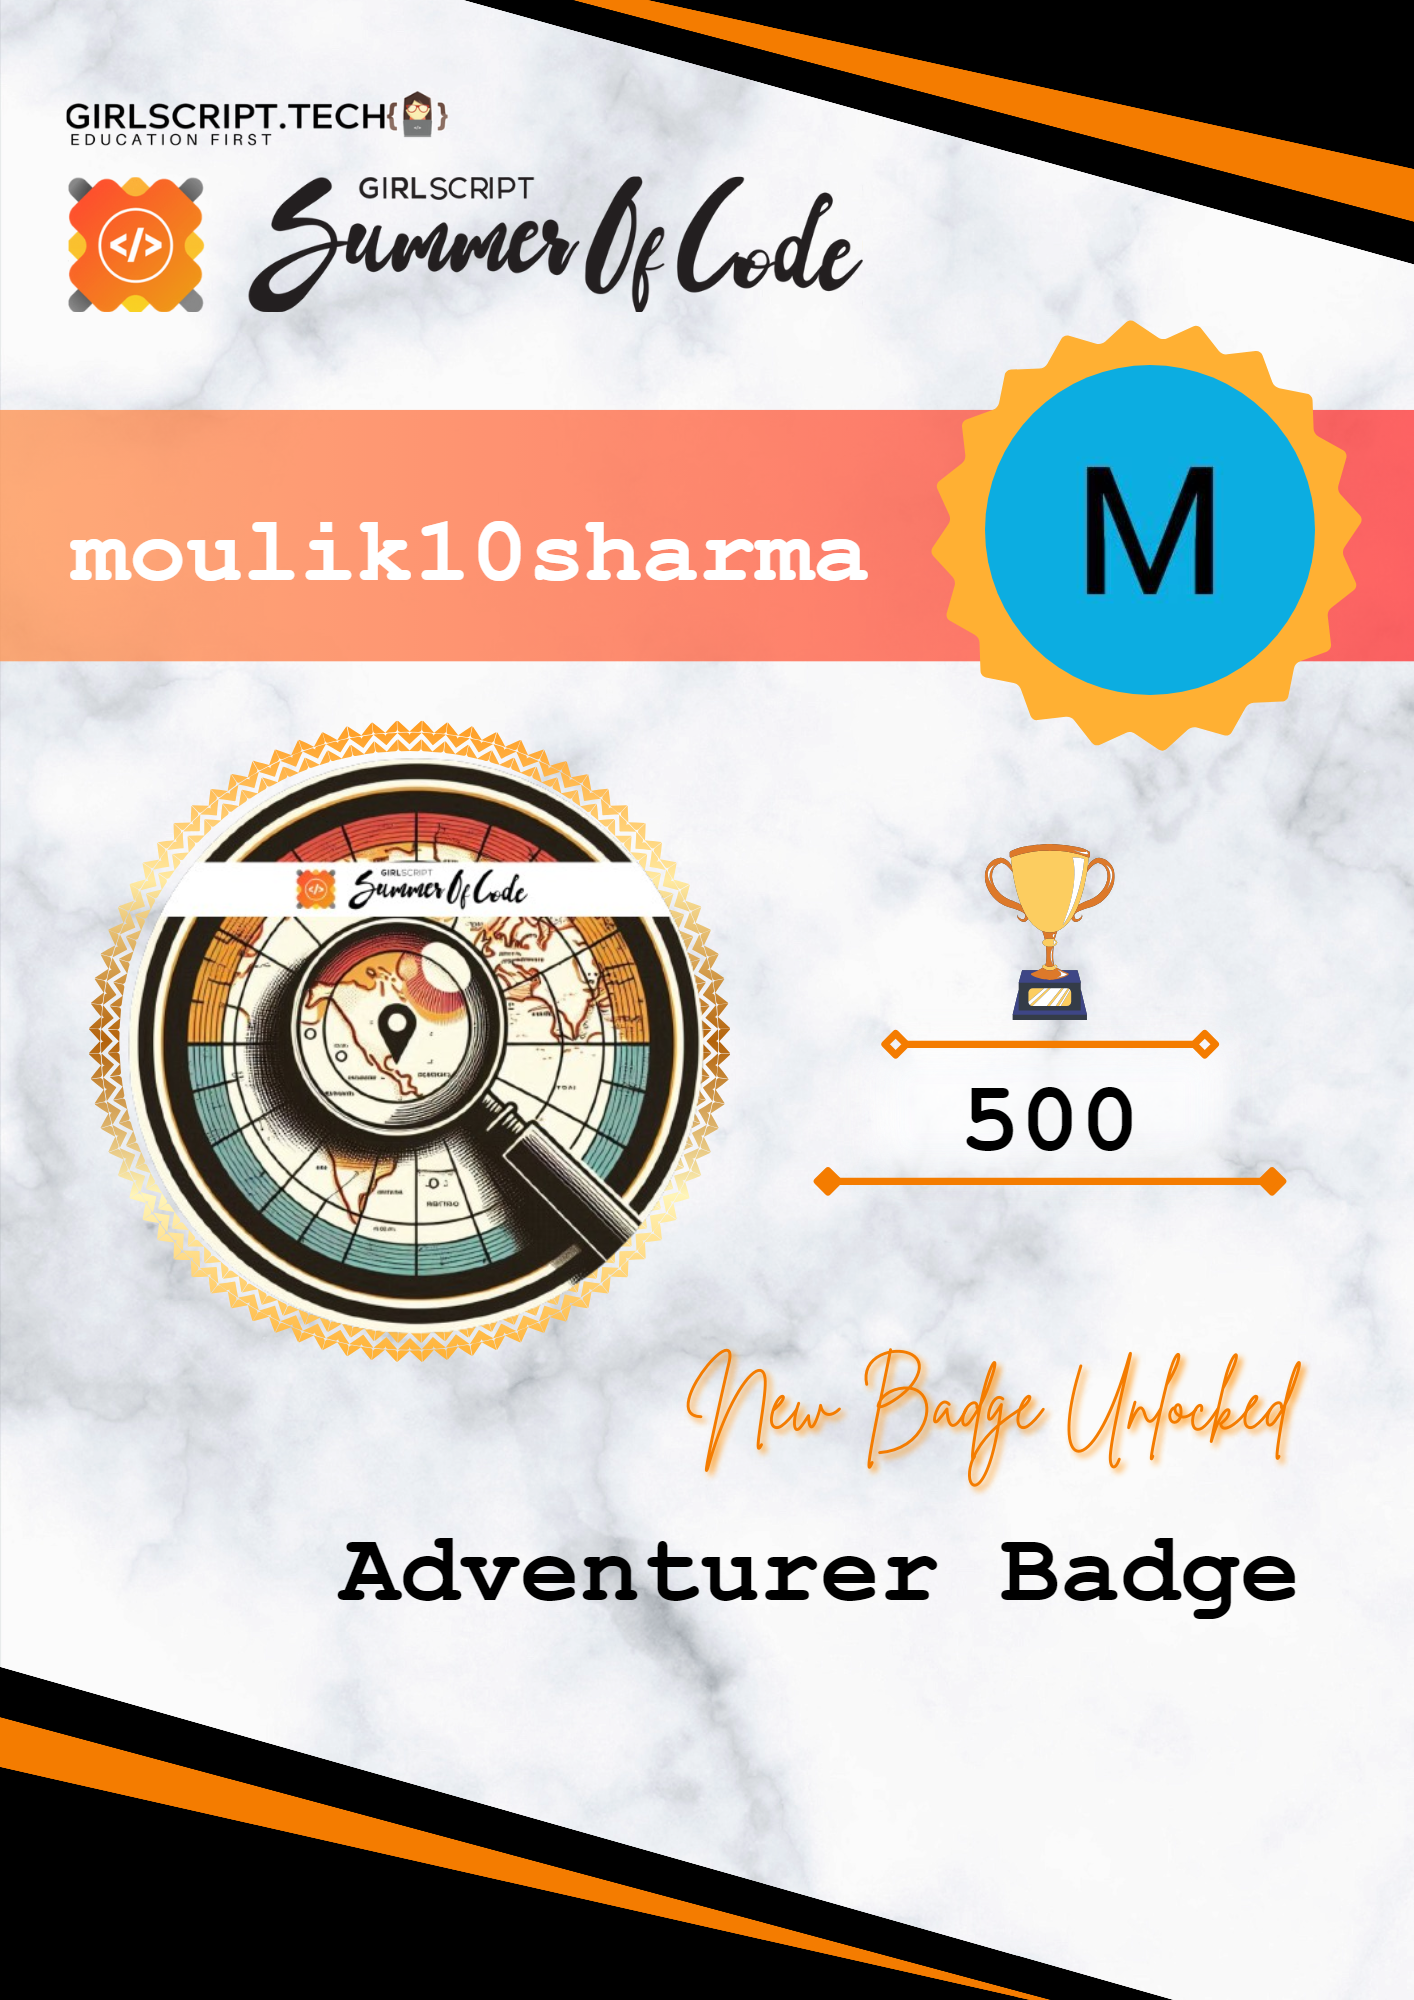 GIRLSCRIPT.TECH{ }
EDUCATION FIRST
GIRLSCRIPT
Summer Of Code
</>
moulik10sharma
M
GIRLSCRIPT
</> Summer Of Code
500
New Badge Unlocked
Adventurer Badge